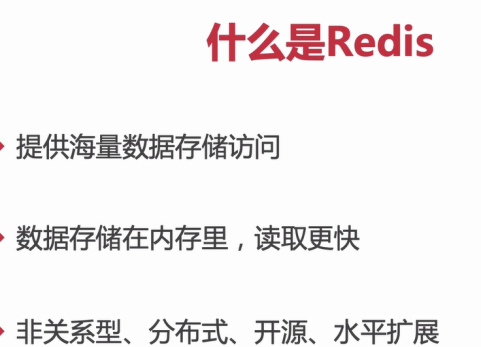 什么是Redis
提供海量数据存储访问
数据存储在内存里，读取更快
非关系型、分布式、开源、水平扩展